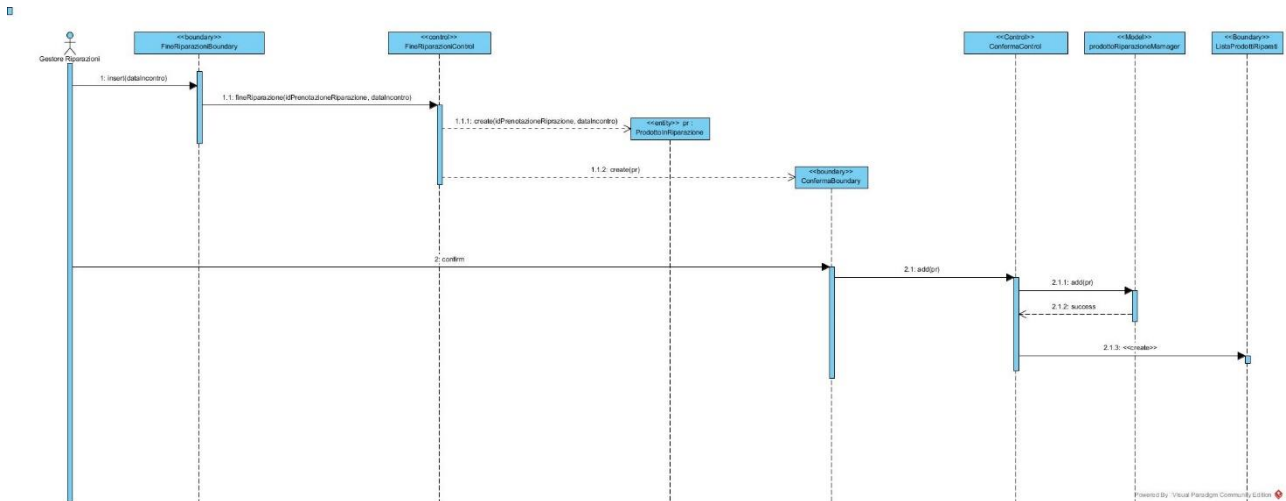 <<boundary>>
FineRiparazioniBoundary
<<control>>
FineRiparazioniControl
<<Control>>
ConfermaControl
<<Model>>
prodottoRiparazioneMamager
<<Boundary>>
ListaProdottiRiparati
Gestore Riparazioni
1: insert(dataIncontro)
1.1: fineRiparazione(idPrenotazioneRiparazione, dataIncontro)
1.1.1: create(idPrenotazioneRiprazione, dataIncontro)
<<entity>> pr :
ProdottoInRiparazione
1.1.2: create(pr)
<<boundary>>
ConfermaBoundary
2: confirm
2.1: add(pr)
2.1.1: add(pr)
2.1.2: success
2.1.3: <<create>>
Powered By Visual Paradigm Community Edition